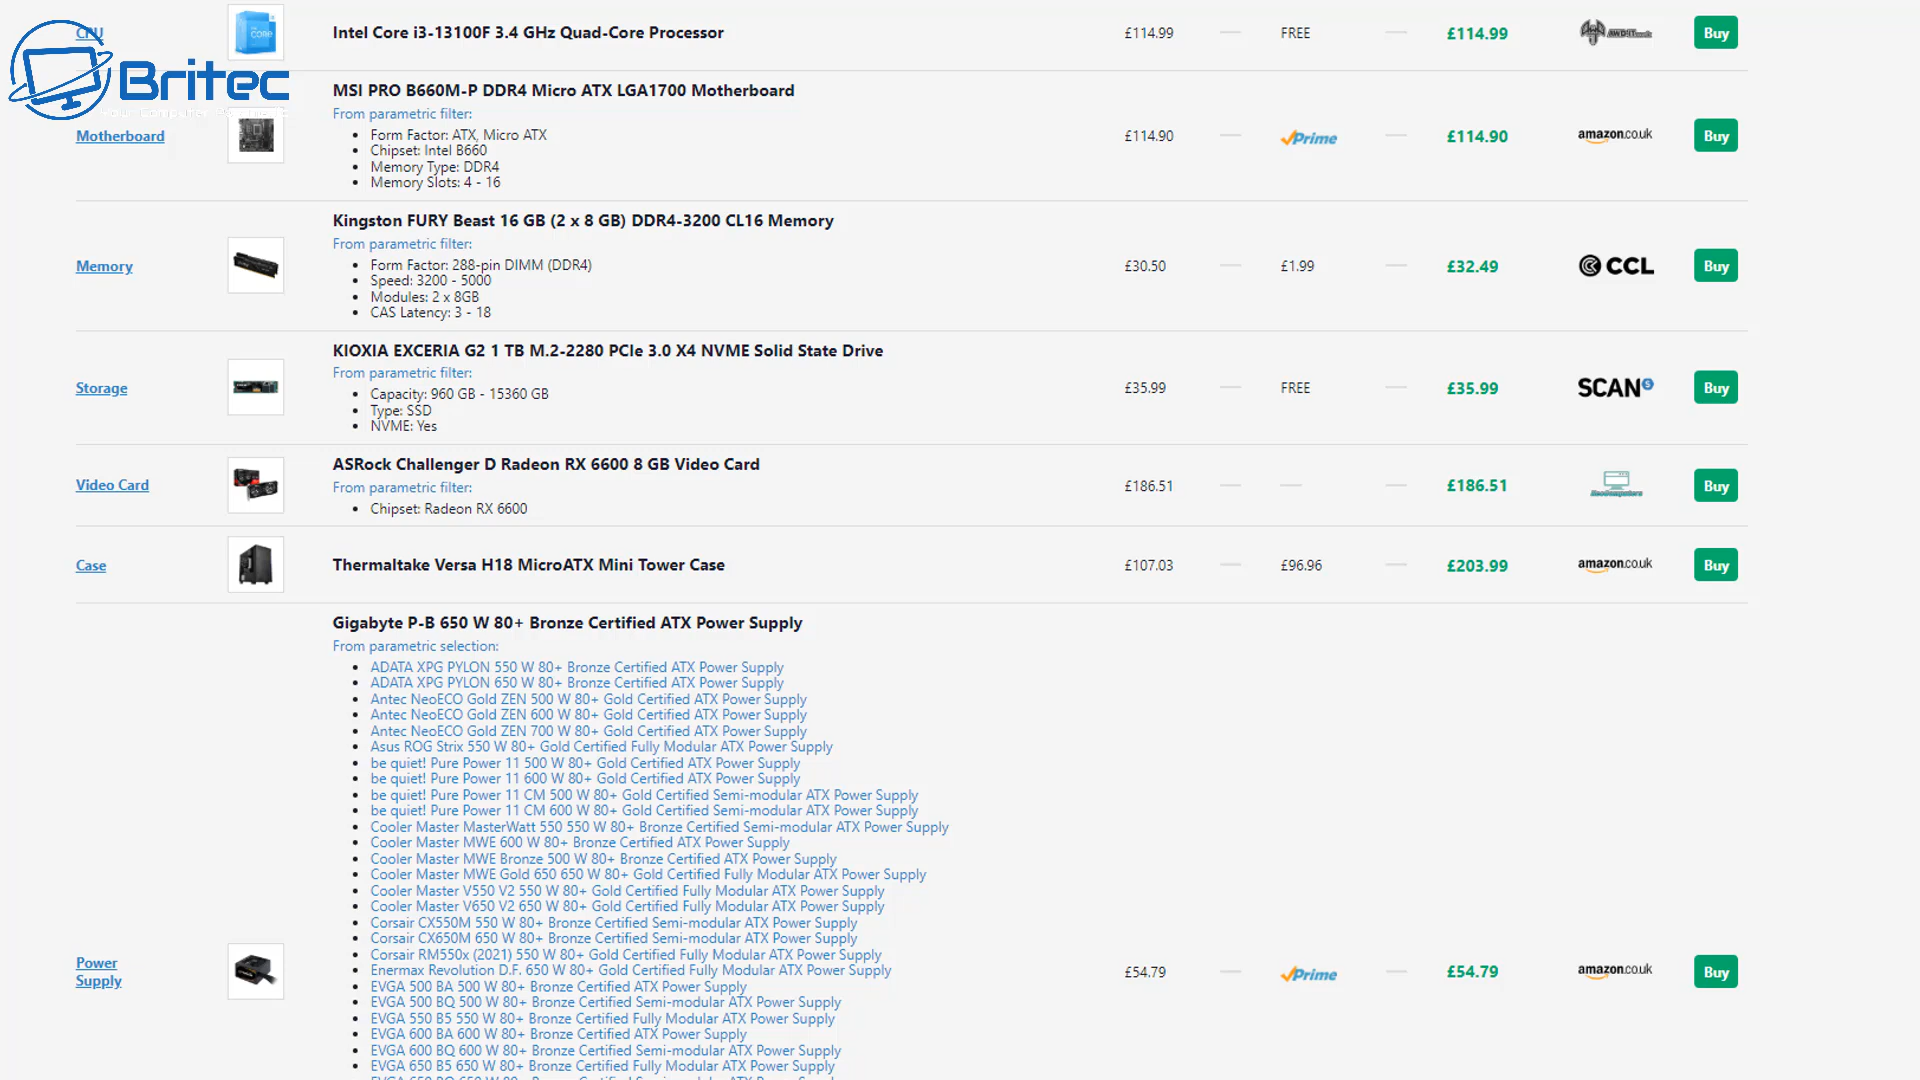 CPU
Britec
Intel Core i3-13100F 3.4 GHz Quad-Core Processor
£114.99
FREE
£114.99
Buy
Motherboard
MSI PRO B660M-P DDR4 Micro ATX LGA1700 Motherboard
From parametric filter:
Form Factor: ATX, Micro ATX
Chipset: Intel B660
Memory Type: DDR4
Memory Slots: 4 - 16
£114.90
Prime
£114.90
amazon.co.uk
Buy
Memory
Kingston FURY Beast 16 GB (2 x 8 GB) DDR4-3200 CL16 Memory
From parametric filter:
Form Factor: 288-pin DIMM (DDR4)
Speed: 3200 - 5000
Modules: 2 x 8GB
CAS Latency: 3 - 18
£30.50
£1.99
£32.49
CCL
Buy
Storage
KIOXIA EXCERIA G2 1 TB M.2-2280 PCIe 3.0 X4 NVME Solid State Drive
From parametric filter:
Capacity: 960 GB - 15360 GB
Type: SSD
NVME: Yes
£35.99
FREE
£35.99
SCAN
Buy
Video Card
ASRock Challenger D Radeon RX 6600 8 GB Video Card
From parametric filter:
Chipset: Radeon RX 6600
£186.51
£186.51
Buy
Case
Thermaltake Versa H18 MicroATX Mini Tower Case
£107.03
£96.96
£203.99
amazon.co.uk
Buy
Power
Supply
Gigabyte P-B 650 W 80+ Bronze Certified ATX Power Supply
From parametric selection:
ADATA XPG PYLON 550 W 80+ Bronze Certified ATX Power Supply
ADATA XPG PYLON 650 W 80+ Bronze Certified ATX Power Supply
Antec NeoECO Gold ZEN 500 W 80+ Gold Certified ATX Power Supply
Antec NeoECO Gold ZEN 600 W 80+ Gold Certified ATX Power Supply
Antec NeoECO Gold ZEN 700 W 80+ Gold Certified ATX Power Supply
Asus ROG Strix 550 W 80+ Gold Certified Fully Modular ATX Power Supply
be quiet! Pure Power 11 500 W 80+ Gold Certified ATX Power Supply
be quiet! Pure Power 11 600 W 80+ Gold Certified ATX Power Supply
be quiet! Pure Power 11 CM 500 W 80+ Gold Certified Semi-modular ATX Power Supply
be quiet! Pure Power 11 CM 600 W 80+ Gold Certified Semi-modular ATX Power Supply
Cooler Master MasterWatt 550 550 W 80+ Bronze Certified Semi-modular ATX Power Supply
Cooler Master MWE 600 W 80+ Bronze Certified ATX Power Supply
Cooler Master MWE Bronze 500 W 80+ Bronze Certified ATX Power Supply
Cooler Master MWE Gold 650 650 W 80+ Gold Certified Fully Modular ATX Power Supply
Cooler Master V550 V2 550 W 80+ Gold Certified Fully Modular ATX Power Supply
Cooler Master V650 V2 650 W 80+ Gold Certified Fully Modular ATX Power Supply
Corsair CX550M 550 W 80+ Bronze Certified Semi-modular ATX Power Supply
Corsair CX650M 650 W 80+ Bronze Certified Semi-modular ATX Power Supply
Corsair RM550x (2021) 550 W 80+ Gold Certified Fully Modular ATX Power Supply
Enermax Revolution D.F. 650 W 80+ Gold Certified Fully Modular ATX Power Supply
EVGA 500 BA 500 W 80+ Bronze Certified ATX Power Supply
EVGA 500 BQ 500 W 80+ Bronze Certified Semi-modular ATX Power Supply
EVGA 550 B5 550 W 80+ Bronze Certified Fully Modular ATX Power Supply
EVGA 600 BA 600 W 80+ Bronze Certified ATX Power Supply
EVGA 600 BQ 600 W 80+ Bronze Certified Semi-modular ATX Power Supply
EVGA 650 B5 650 W 80+ Bronze Certified Fully Modular ATX Power Supply
£54.79
Prime
£54.79
amazon.co.uk
Buy